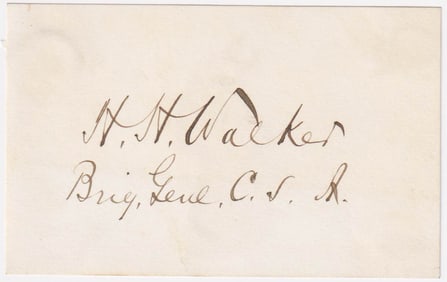 H. H. Walker
Brig, Genl, C. S. A.